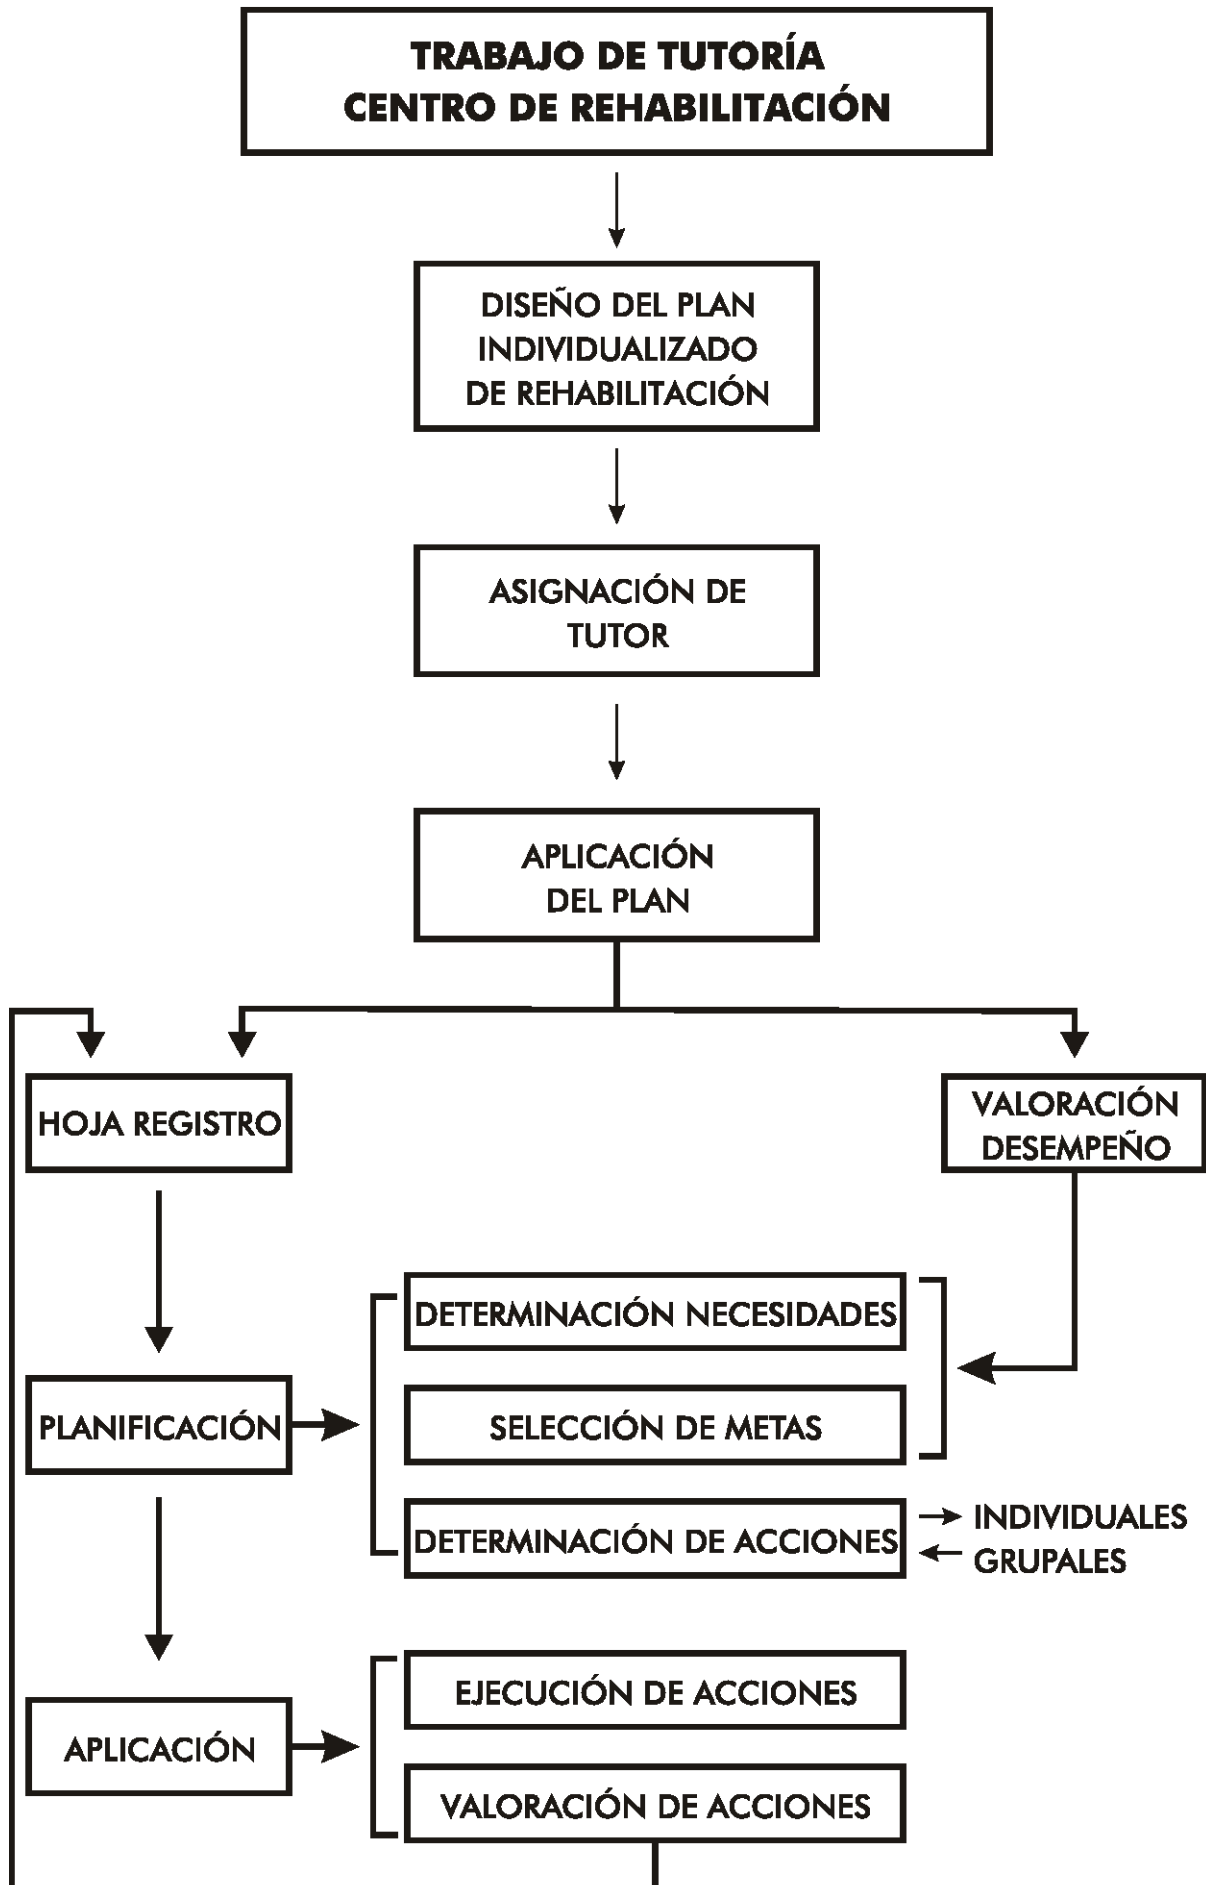 TRABAJO DE TUTORÍA
CENTRO DE REHABILITACIÓN
DISEÑO DEL PLAN
INDIVIDUALIZADO
DE REHABILITACIÓN
ASIGNACIÓN DE
TUTOR
APLICACIÓN
DEL PLAN
HOJA REGISTRO
VALORACIÓN
DESEMPEÑO
DETERMINACIÓN NECESIDADES
PLANIFICACIÓN
SELECCIÓN DE METAS
DETERMINACIÓN DE ACCIONES
INDIVIDUALES
GRUPALES
EJECUCIÓN DE ACCIONES
APLICACIÓN
VALORACIÓN DE ACCIONES